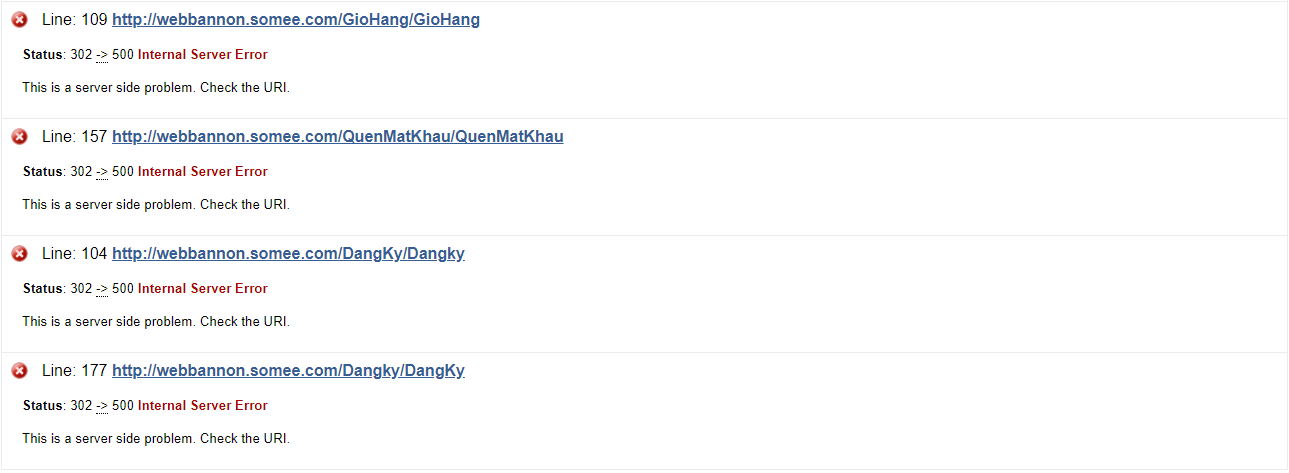 Line: 109 http://webbannon.somee.com/GioHang/GioHang
Status: 302 -> 500 Internal Server Error
This is a server side problem. Check the URI.
Line: 157 http://webbannon.somee.com/QuenMatKhau/QuenMatKhau
Status: 302 -> 500 Internal Server Error
This is a server side problem. Check the URI.
Line: 104 http://webbannon.somee.com/DangKy/Dangky
Status: 302 -> 500 Internal Server Error
This is a server side problem. Check the URI.
Line: 177 http://webbannon.somee.com/Dangky/DangKy
Status: 302 -> 500 Internal Server Error
This is a server side problem. Check the URI.